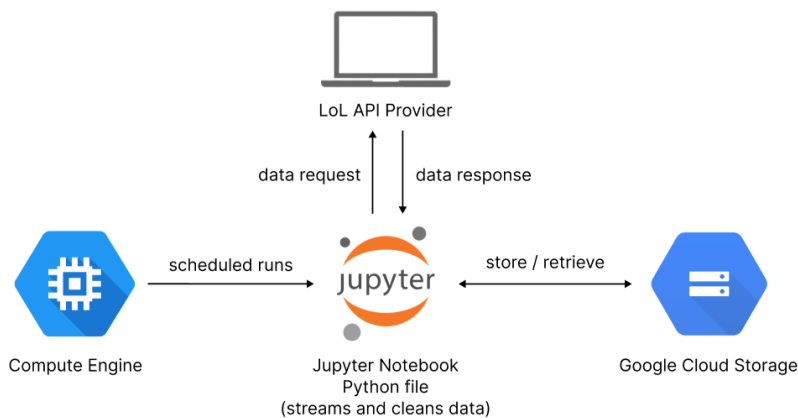 LoL API Provider
data request
data response
scheduled runs
jupyter
store / retrieve
Compute Engine
Jupyter Notebook
Python file
(streams and cleans data)
Google Cloud Storage